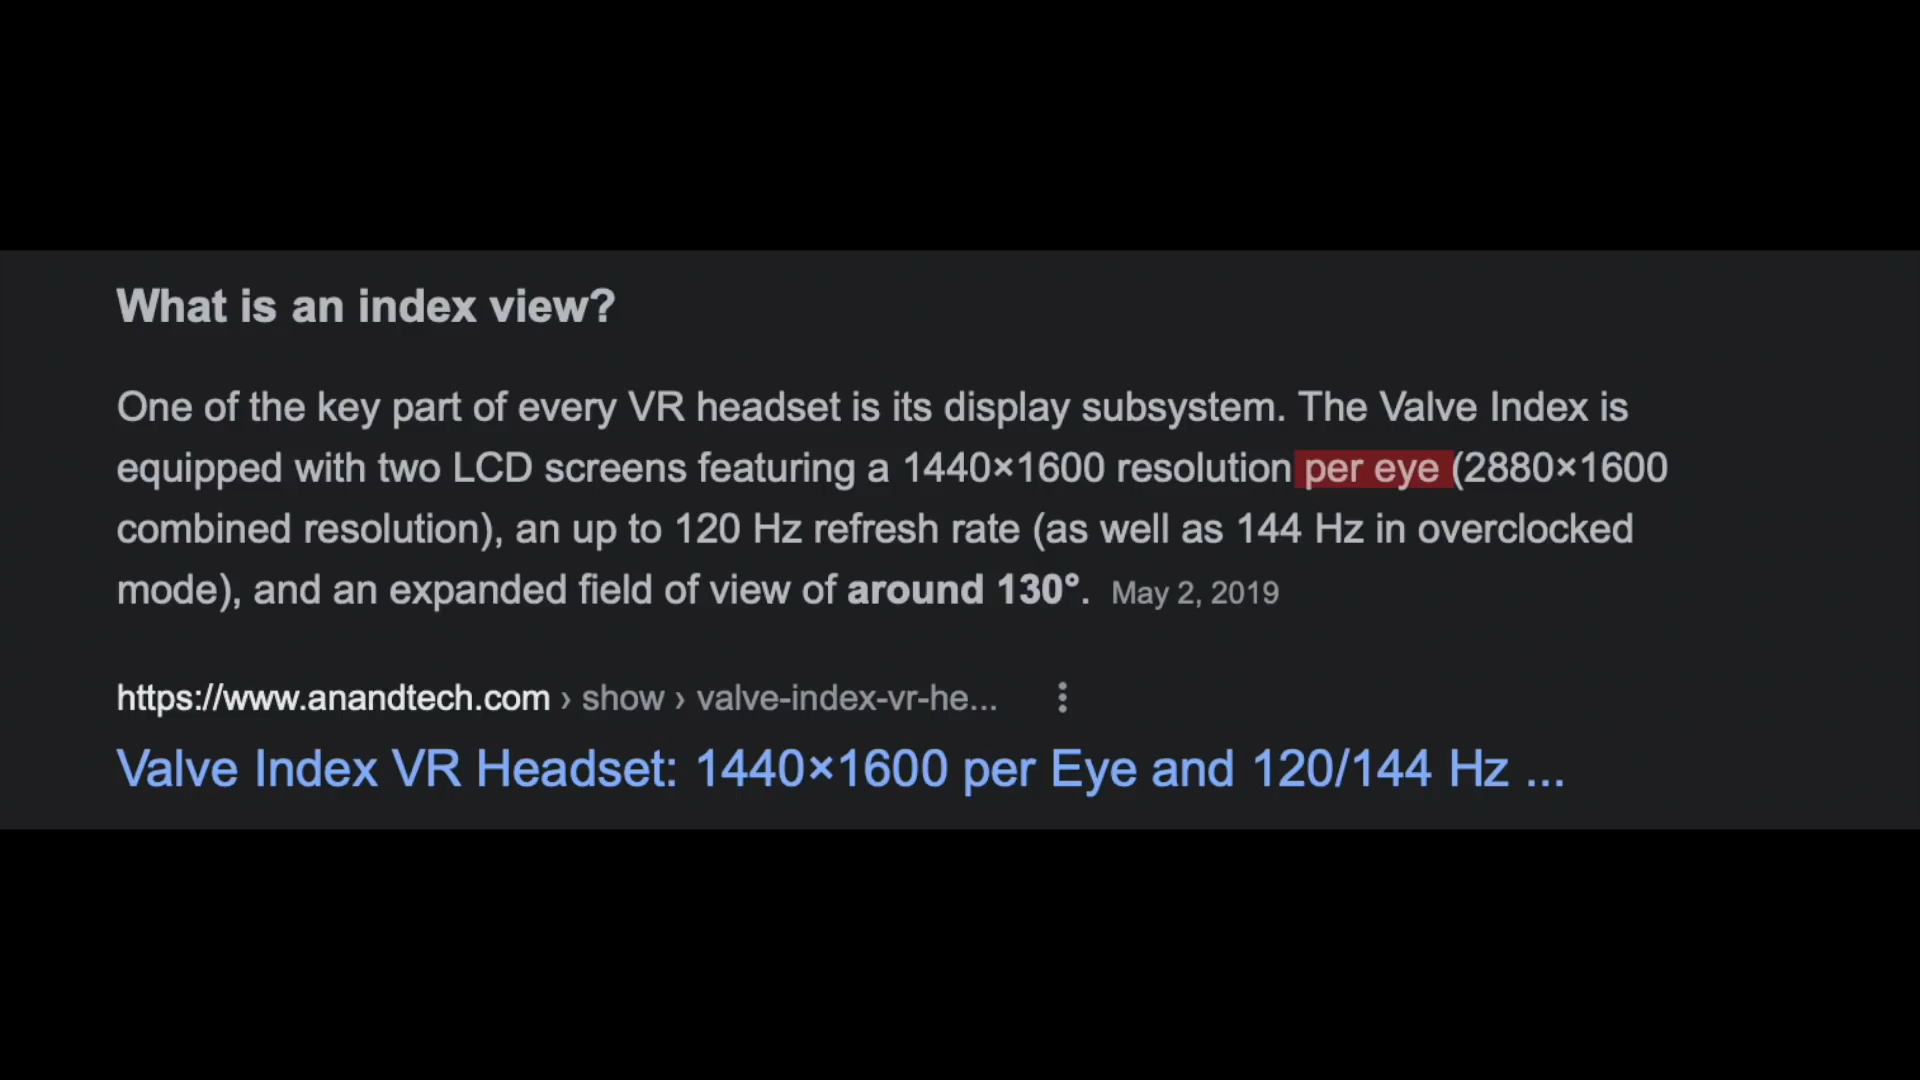 What is an index view?
One of the key part of every VR headset is its display subsystem. The Valve Index is
equipped with two LCD screens featuring a 1440×1600 resolution per eye (2880×1600
combined resolution), an up to 120 Hz refresh rate (as well as 144 Hz in overclocked
mode), and an expanded field of view of around 130°. May 2, 2019
https://www.anandtech.com › show › valve-index-vr-he...
Valve Index VR Headset: 1440×1600 per Eye and 120/144 Hz ...